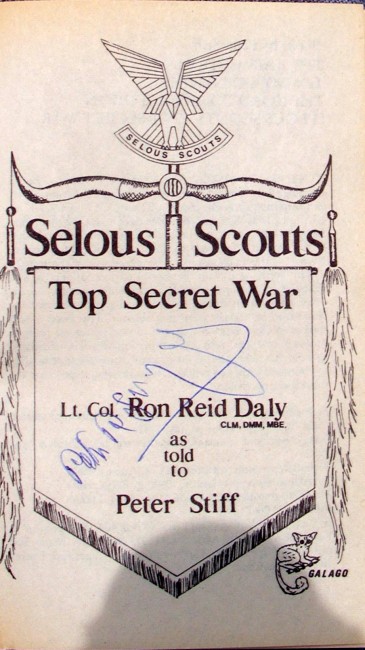 SELOUS SCOUTS
Selous Scouts
Top Secret War
Lt. Col. Ron Reid Daly
CLM, DMM, MBE.
as
told
to
Peter Stiff
GALAGO